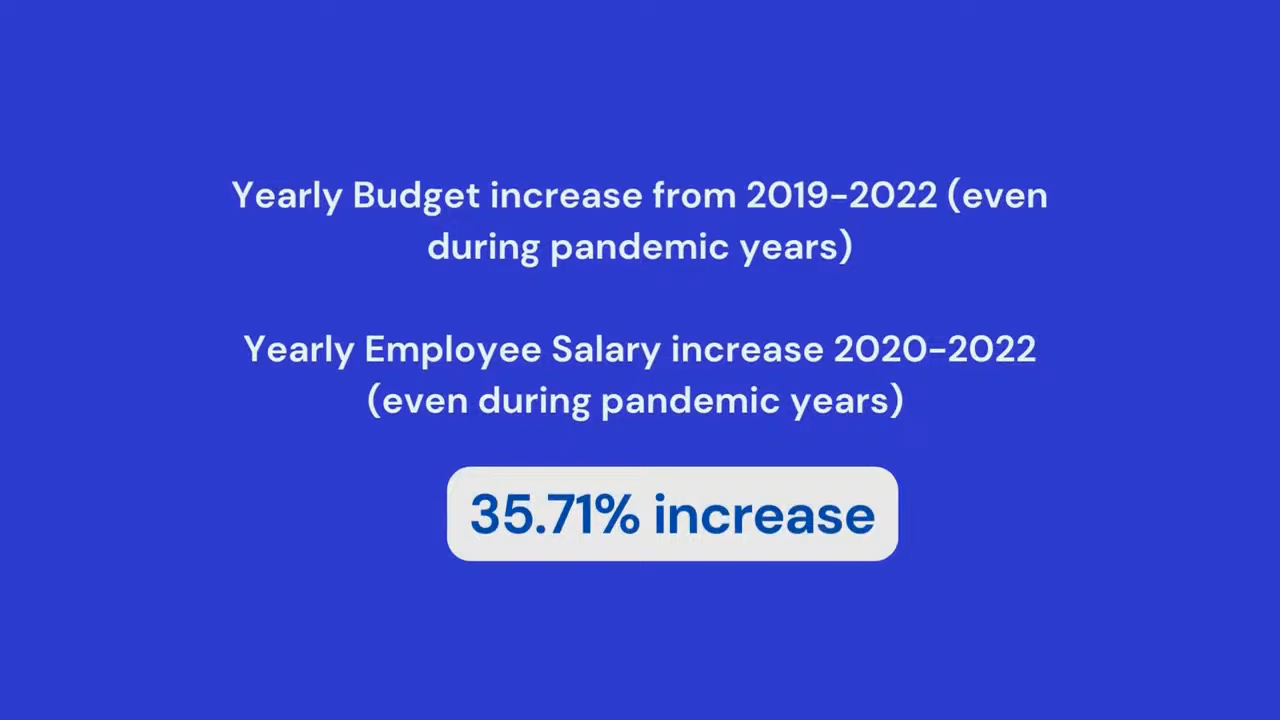 Yearly Budget increase from 2019-2022 (even
during pandemic years)
Yearly Employee Salary increase 2020-2022
(even during pandemic years)
35.71% increase